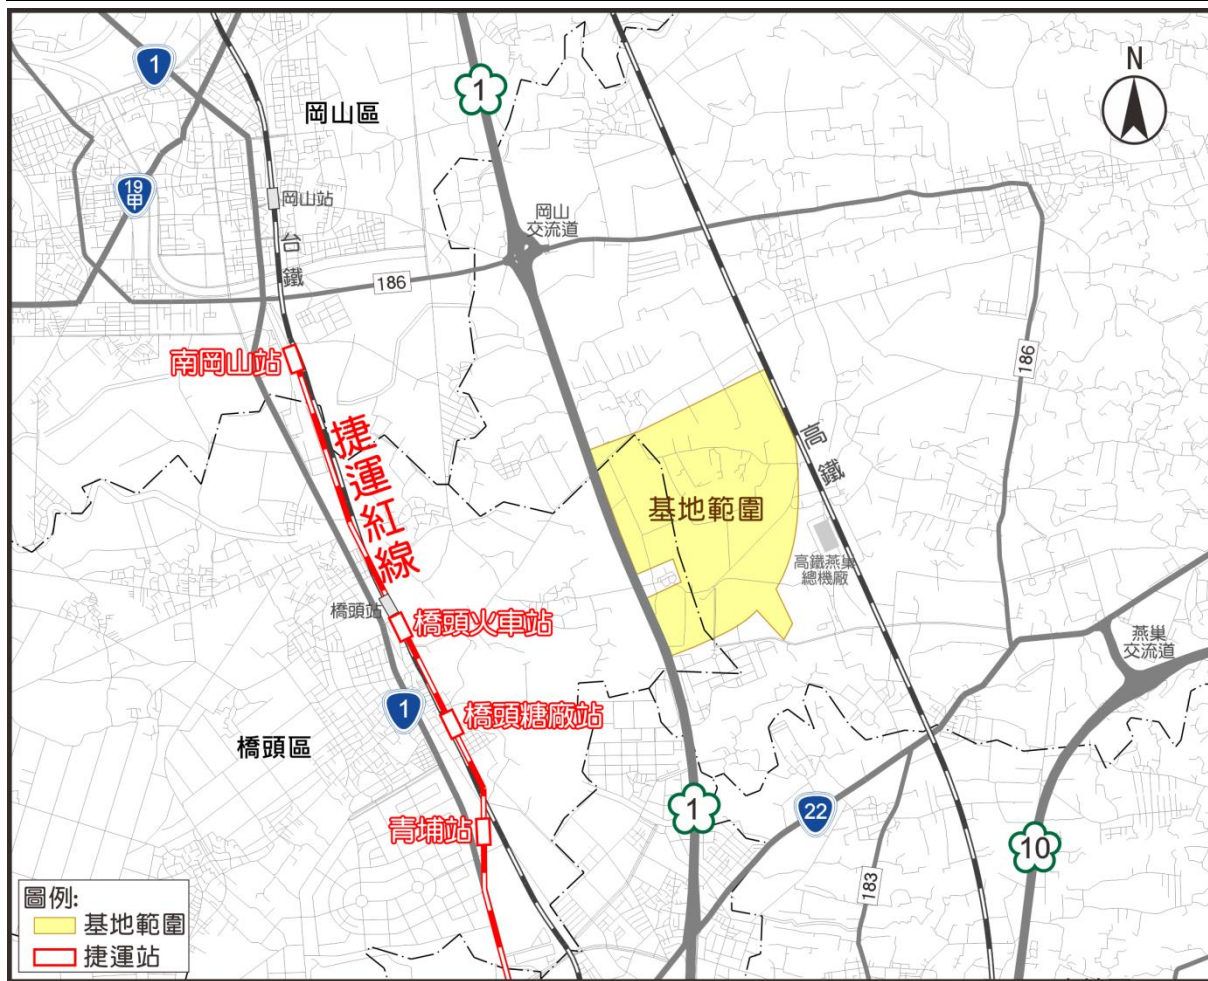 1
岡山區
1
N
19
甲
岡山站
岡山
交流道
台鐵
186
186
南岡山站
捷運紅線
高鐵
基地範圍
高鐵燕巢
總機廠
橋頭站
橋頭火車站
燕巢
交流道
1
橋頭糖廠站
橋頭區
青埔站
1
22
10
183
圖例:
基地範圍
捷運站